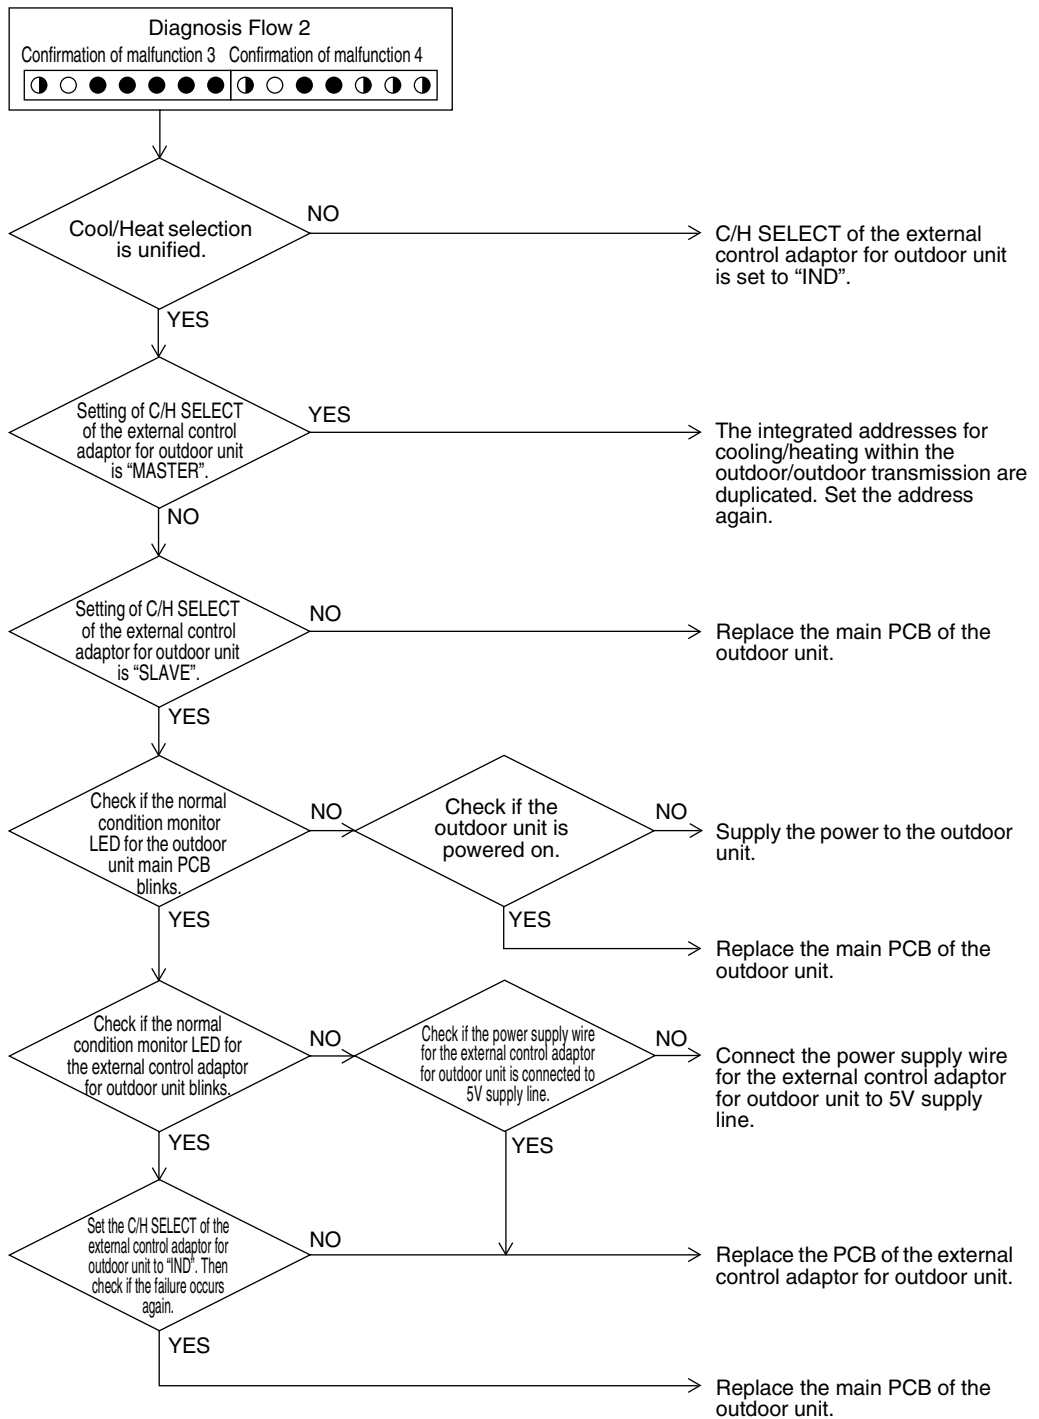 Diagnosis Flow 2
Confirmation of malfunction 3 Confirmation of malfunction 4
Cool/Heat selection
is unified.
NO
C/H SELECT of the external
control adaptor for outdoor unit
is set to “IND”.
YES
Setting of C/H SELECT
of the external control
adaptor for outdoor unit
is “MASTER”.
YES
The integrated addresses for
cooling/heating within the
outdoor/outdoor transmission are
duplicated. Set the address
again.
NO
Setting of C/H SELECT
of the external control
adaptor for outdoor unit
is “SLAVE”.
NO
Replace the main PCB of the
outdoor unit.
YES
Check if the normal
condition monitor
LED for the outdoor
unit main PCB
blinks.
NO
Check if the
outdoor unit is
powered on.
NO
Supply the power to the outdoor
unit.
YES
YES
Replace the main PCB of the
outdoor unit.
Check if the normal
condition monitor LED for
the external control adaptor
for outdoor unit blinks.
NO
Check if the power supply wire
for the external control adaptor
for outdoor unit is connected to
5V supply line.
NO
Connect the power supply wire
for the external control adaptor
for outdoor unit to 5V supply
line.
YES
YES
Set the C/H SELECT of the
external control adaptor for
outdoor unit to “IND”. Then
check if the failure occurs
again.
NO
Replace the PCB of the external
control adaptor for outdoor unit.
YES
Replace the main PCB of the
outdoor unit.